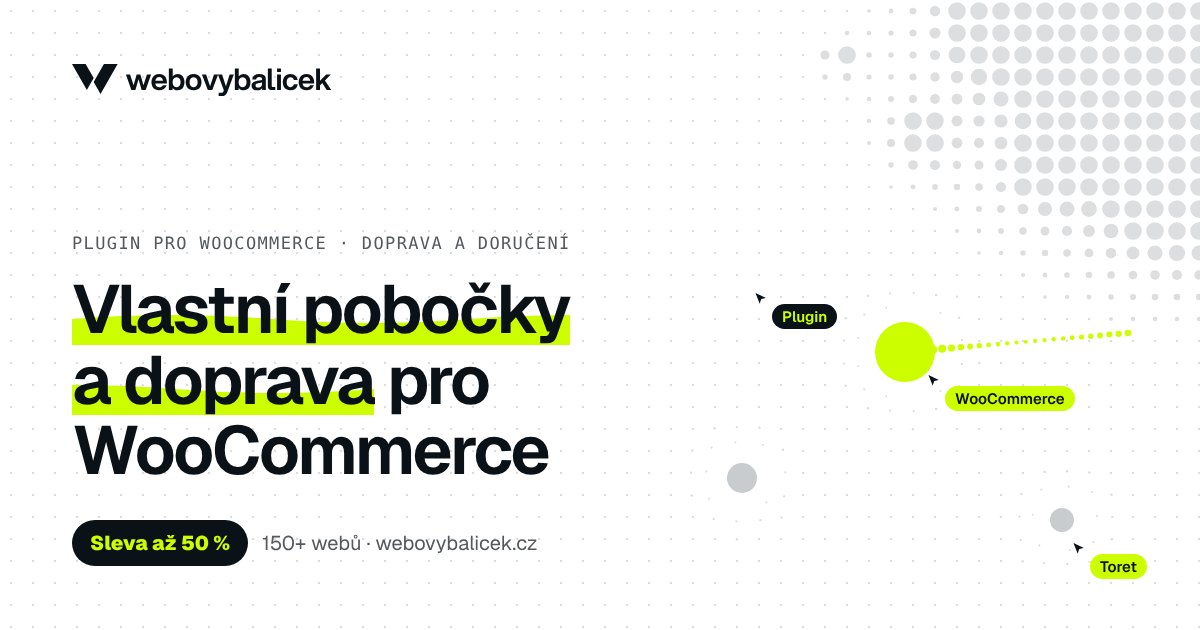 webovybalicek
PLUGIN PRO WOOCOMMERCE · DOPRAVA A DORUČENÍ
Vlastní pobočky
a doprava pro
WooCommerce
Sleva až 50 %
150+ webů · webovybalicek.cz
Plugin
WooCommerce
Toret